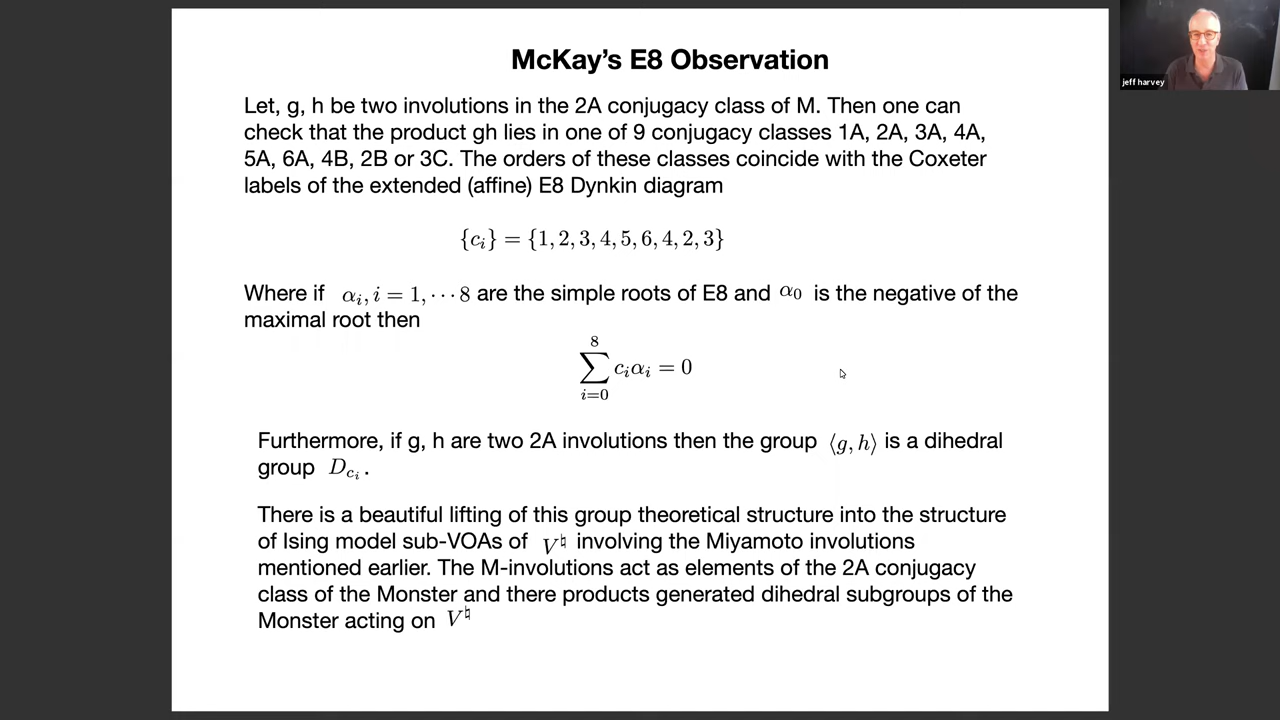 McKay’s E8 Observation
jeff harvey
Let, g, h be two involutions in the 2A conjugacy class of M. Then one can
check that the product gh lies in one of 9 conjugacy classes 1A, 2A, 3A, 4A,
5A, 6A, 4B, 2B or 3C. The orders of these classes coincide with the Coxeter
labels of the extended (affine) E8 Dynkin diagram
{c_i} = {1, 2, 3, 4, 5, 6, 4, 2, 3}
Where if α_i, i = 1, ⋯ 8 are the simple roots of E8 and α_0 is the negative of the
maximal root then
∑_{i=0}^{8} c_i α_i = 0
Furthermore, if g, h are two 2A involutions then the group ⟨g, h⟩ is a dihedral
group D_{c_i}.
There is a beautiful lifting of this group theoretical structure into the structure
of Ising model sub-VOAs of V^♮ involving the Miyamoto involutions
mentioned earlier. The M-involutions act as elements of the 2A conjugacy
class of the Monster and there products generated dihedral subgroups of the
Monster acting on V^♮